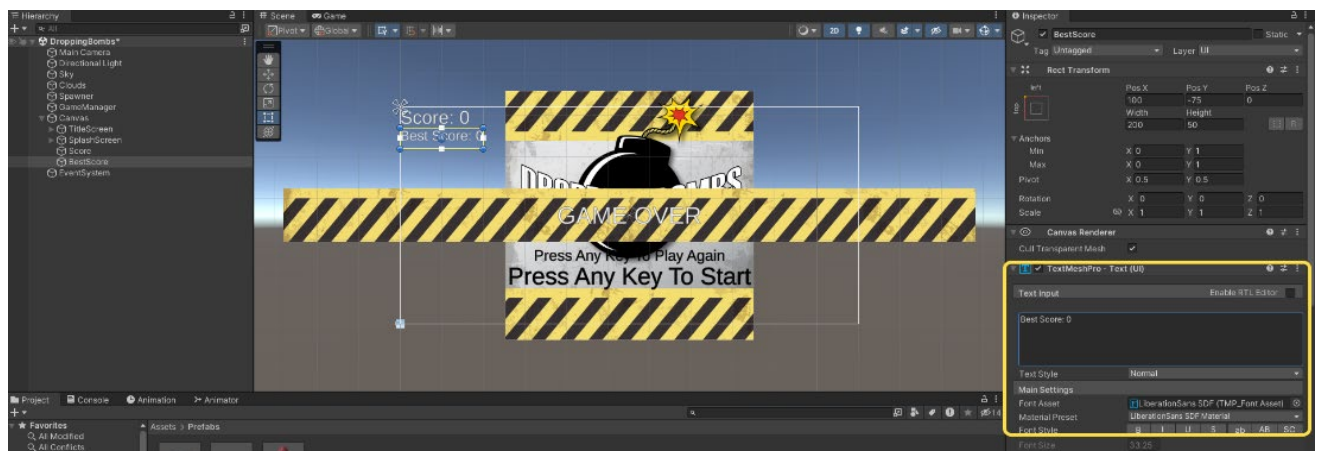 Hierarchy
All
DroppingBombs*
Main Camera
Directional Light
Sky
Clouds
Spawner
GameManager
Canvas
TitleScreen
SplashScreen
Score
BestScore
EventSystem
Scene Game
Pivot Global
2D
Score: 0
Best Score: 0
GAME OVER
Press Any Key To Play Again
Press Any Key To Start
Inspector
BestScore Static
Tag Untagged Layer UI
Rect Transform
left Pos X Pos Y Pos Z
top 100 -75 0
Width Height
200 50 R
Anchors
Min X 0 Y 1
Max X 0 Y 1
Pivot X 0.5 Y 0.5
Rotation X 0 Y 0 Z 0
Scale X 1 Y 1 Z 1
Canvas Renderer
Cull Transparent Mesh
TextMeshPro - Text (UI)
Text Input Enable RTL Editor
Best Score: 0
Text Style Normal
Main Settings
Font Asset LiberationSans SDF (TMP_Font Asset)
Material Preset LiberationSans SDF Material
Font Style B I U S ab AB SC
Font Size 33.25
Project Console Animation Animator
14
Favorites
All Modified
All Conflicts
Assets > Prefabs